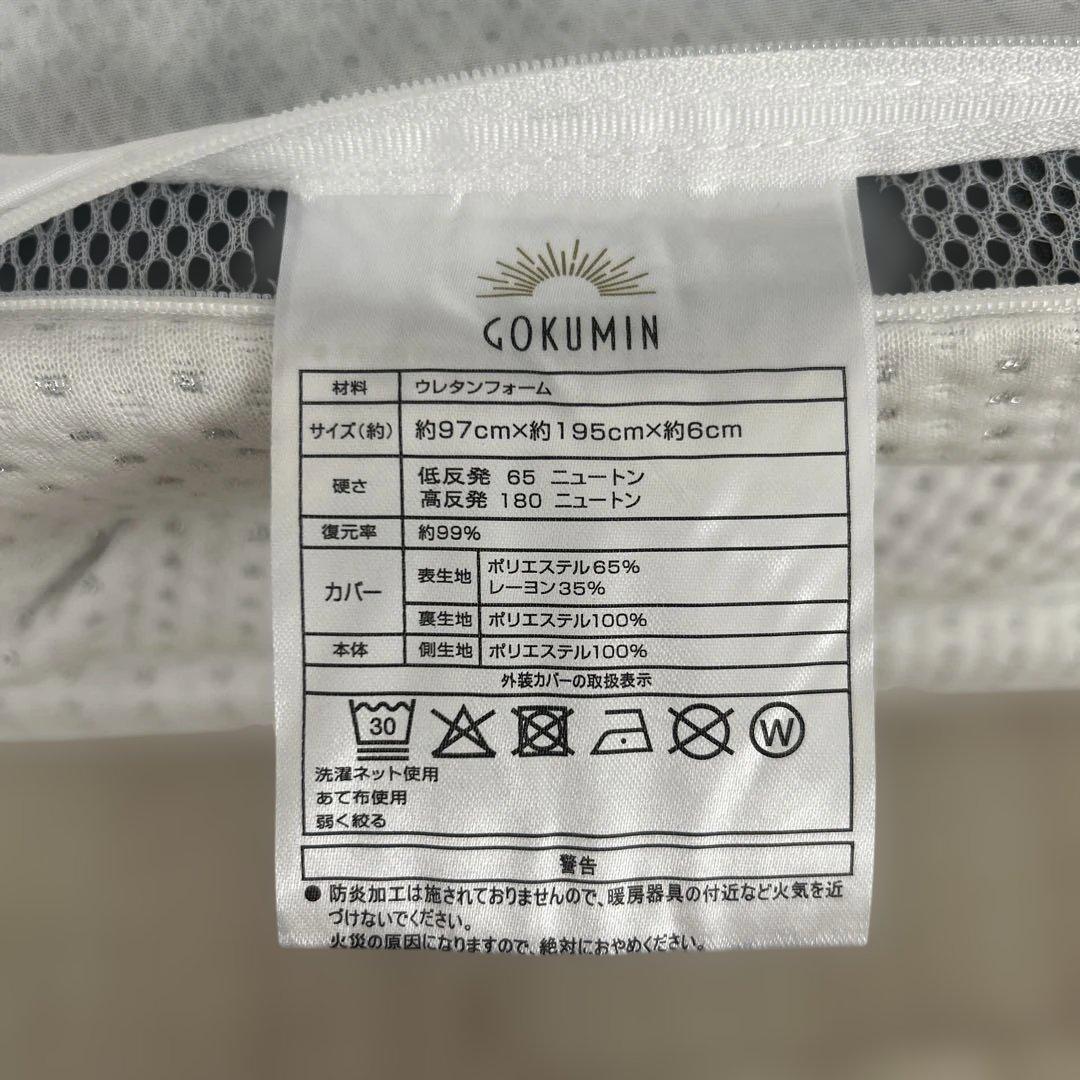 GOKUMIN
材料 ウレタンフォーム
サイズ(約) 約97cm×約195cm×約6cm
硬さ 低反発 65 ニュートン
高反発 180 ニュートン
復元率 約99%
カバー 表生地 ポリエステル65%
レーヨン35%
裏生地 ポリエステル100%
本体 側生地 ポリエステル100%
外装カバーの取扱表示
30 W
洗濯ネット使用
あて布使用
弱く絞る
警告
● 防炎加工は施されておりませんので、暖房器具の付近など火気を近
づけないでください。
火災の原因になりますので、絶対におやめください。